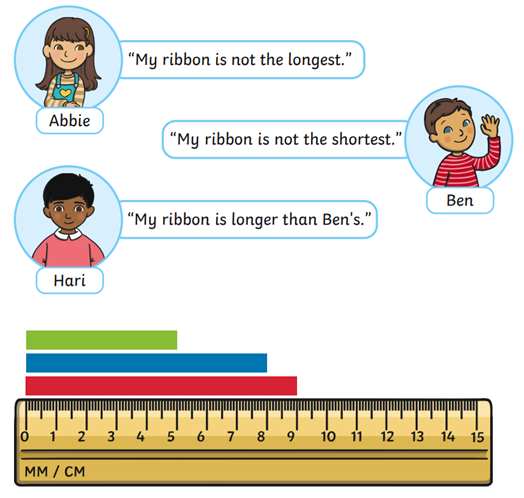 “My ribbon is not the longest.”
Abbie
“My ribbon is not the shortest.”
Ben
“My ribbon is longer than Ben's.”
Hari
0 1 2 3 4 5 6 7 8 9 10 11 12 13 14 15
MM / CM